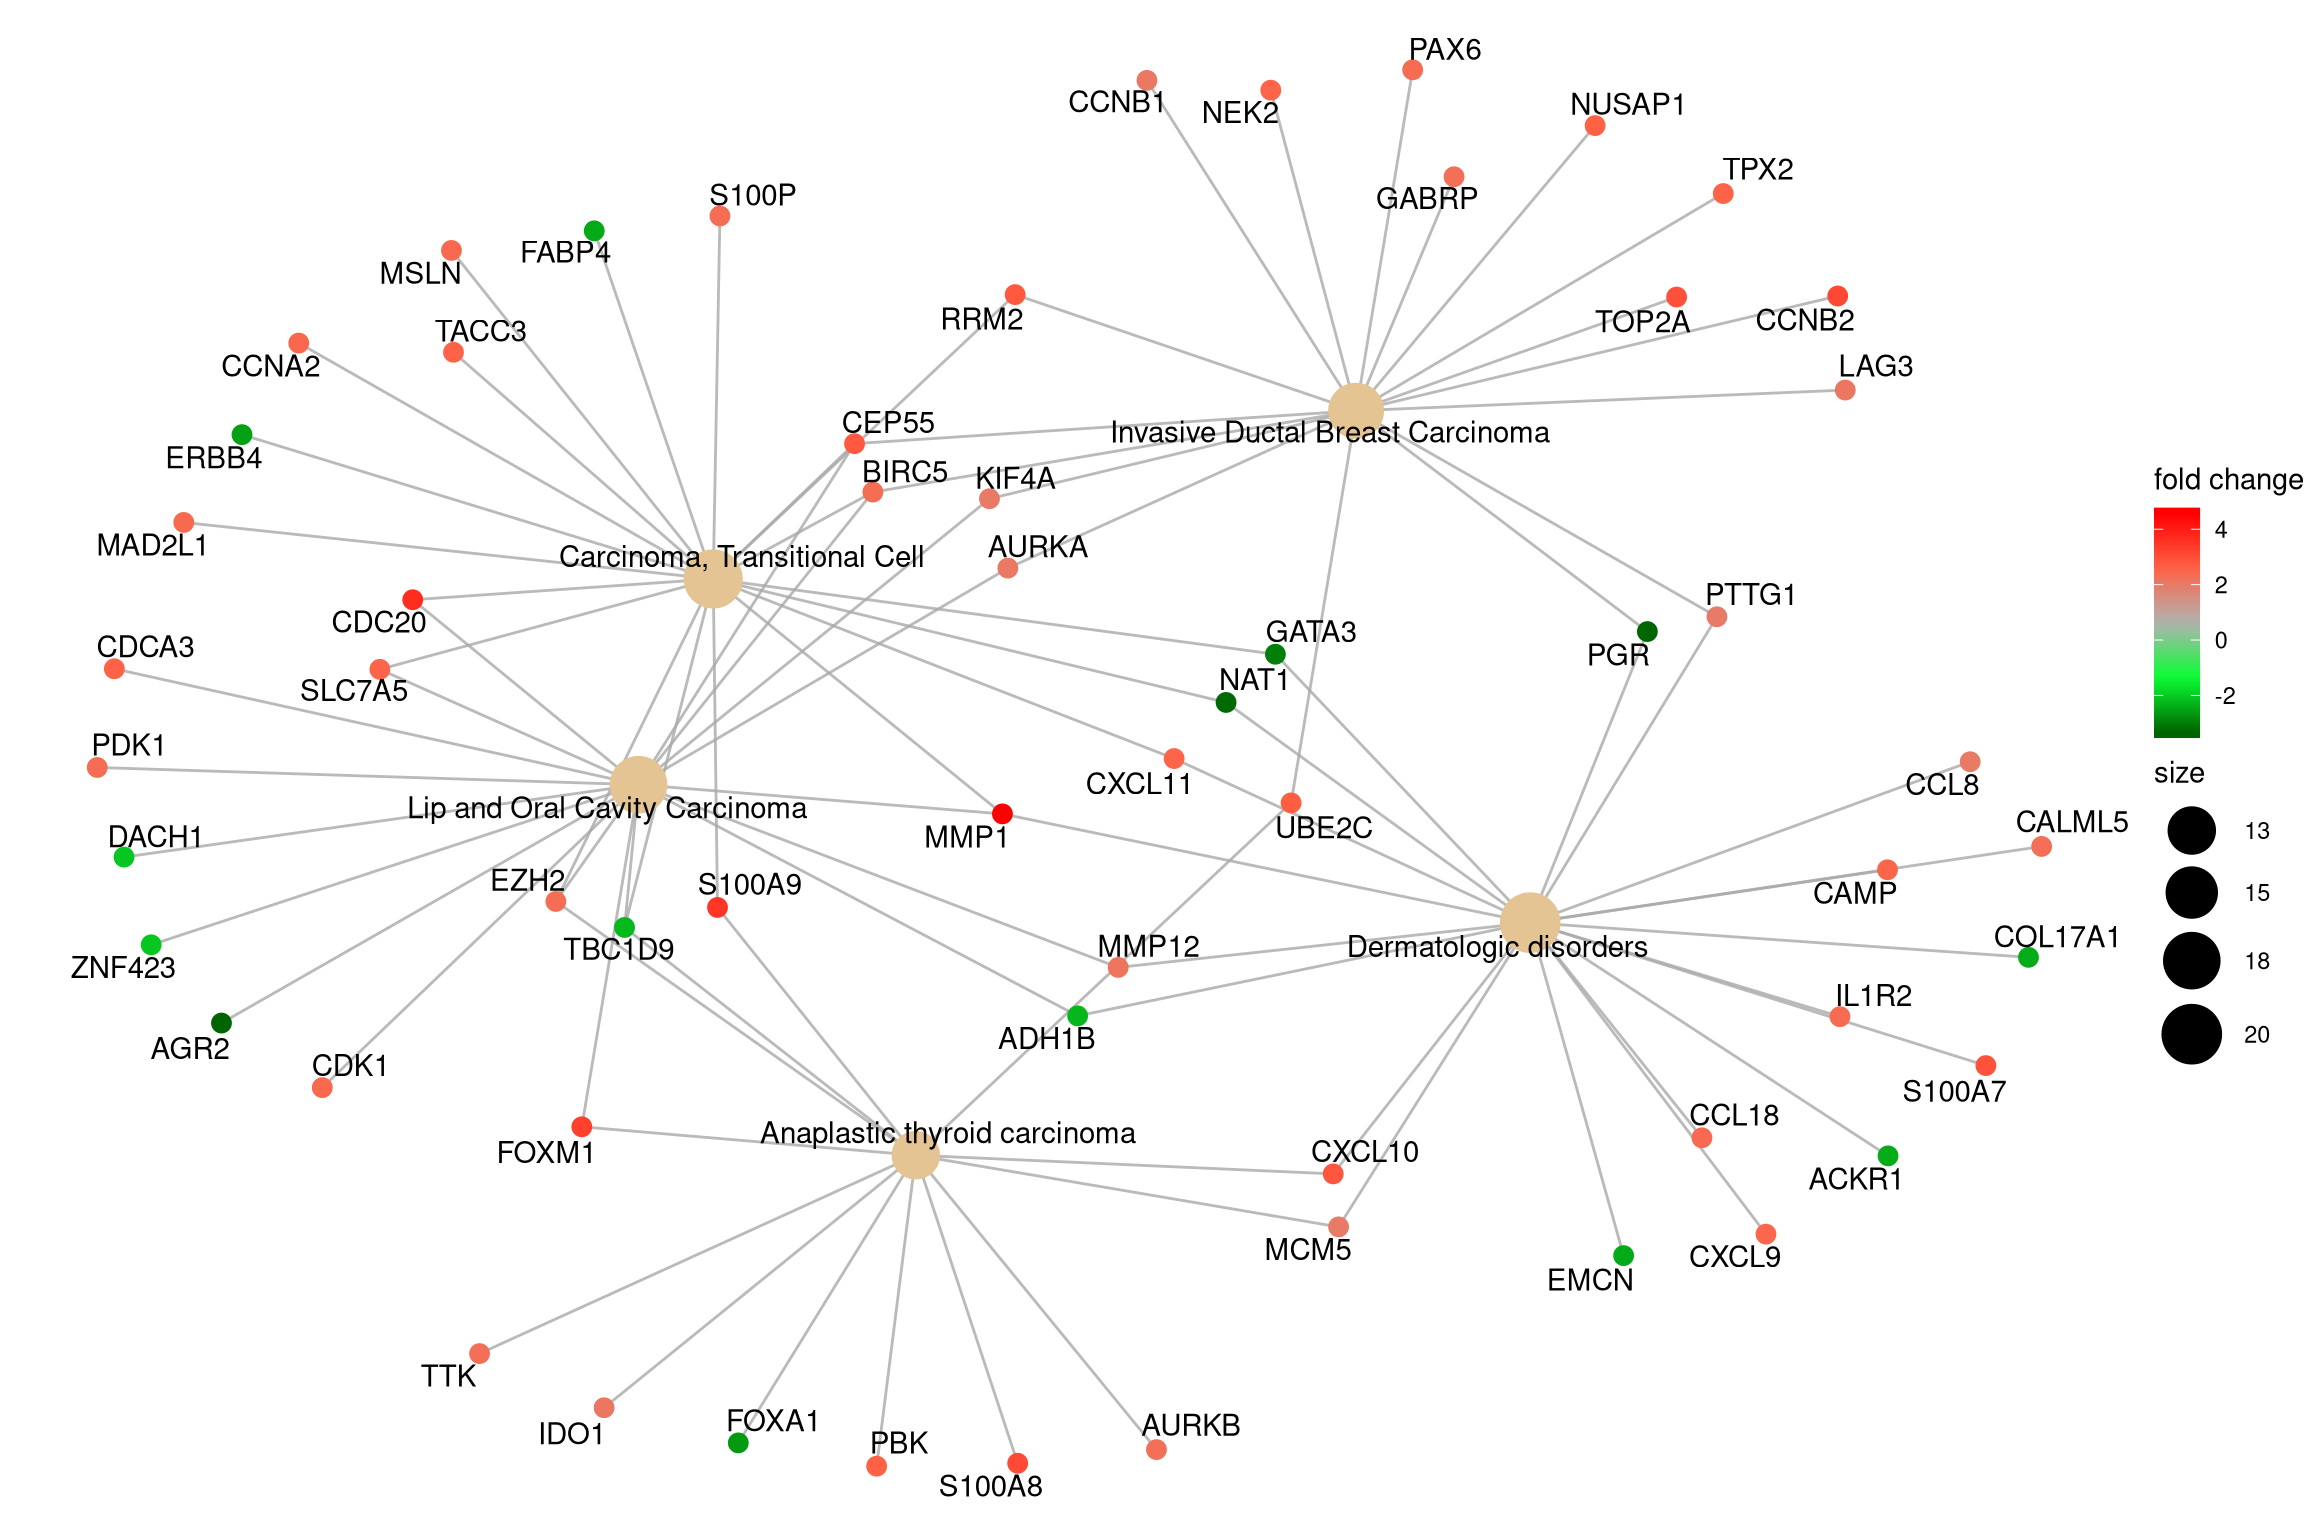 PAX6
CCNB1
NEK2
NUSAP1
TPX2
GABRP
S100P
FABP4
MSLN
RRM2
TOP2A
CCNB2
TACC3
CCNA2
LAG3
CEP55
Invasive Ductal Breast Carcinoma
ERBB4
BIRC5
KIF4A
fold change
4
2
0
-2
MAD2L1
Carcinoma, Transitional Cell
AURKA
PTTG1
CDC20
GATA3
CDCA3
PGR
SLC7A5
NAT1
PDK1
CXCL11
CCL8
size
13
15
18
20
Lip and Oral Cavity Carcinoma
DACH1
MMP1
UBE2C
CALML5
EZH2
S100A9
CAMP
TBC1D9
MMP12
Dermatologic disorders
COL17A1
ZNF423
IL1R2
AGR2
ADH1B
CDK1
S100A7
CCL18
Anaplastic thyroid carcinoma
FOXM1
CXCL10
ACKR1
MCM5
CXCL9
EMCN
TTK
IDO1
FOXA1
PBK
AURKB
S100A8